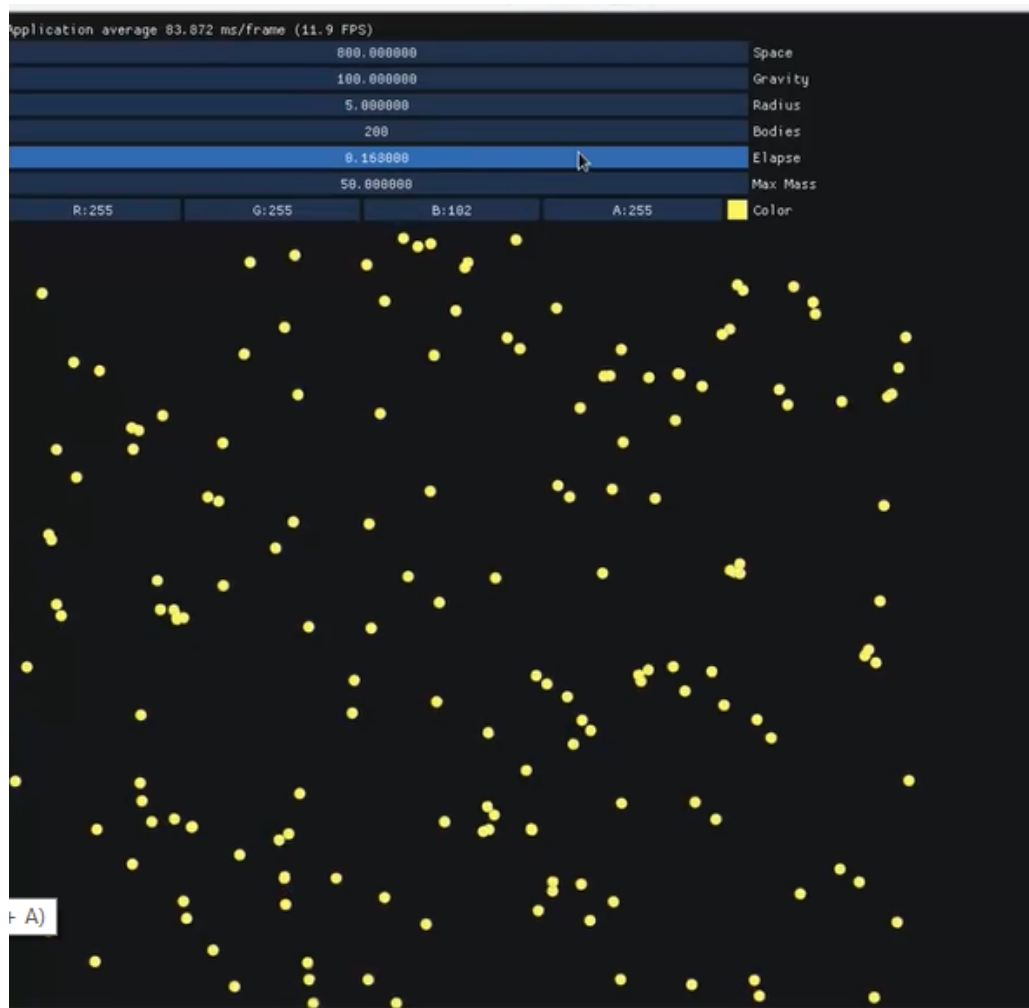 Application average 83.872 ms/frame (11.9 FPS)
800.000000 Space
100.000000 Gravity
5.000000 Radius
200 Bodies
0.163000 Elapse
50.000000 Max Mass
R:255 G:255 B:102 A:255 Color
+ A)